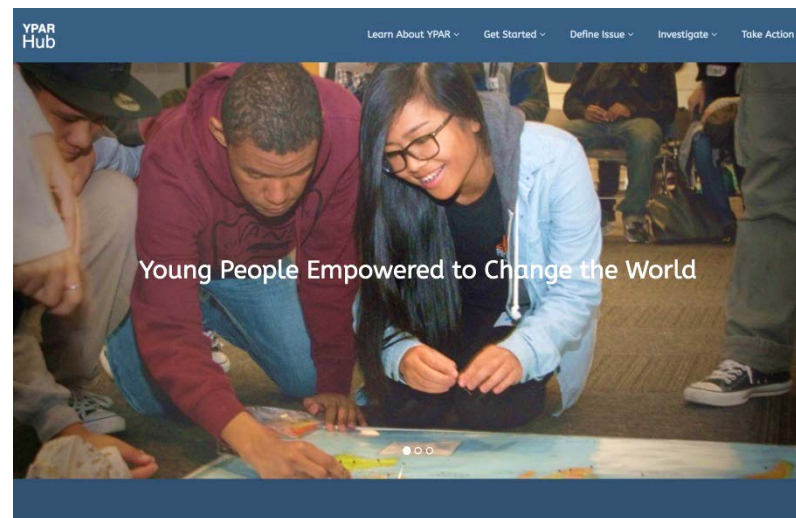 YPAR
Hub
Learn About YPAR Get Started Define Issue Investigate Take Action
Young People Empowered to Change the World